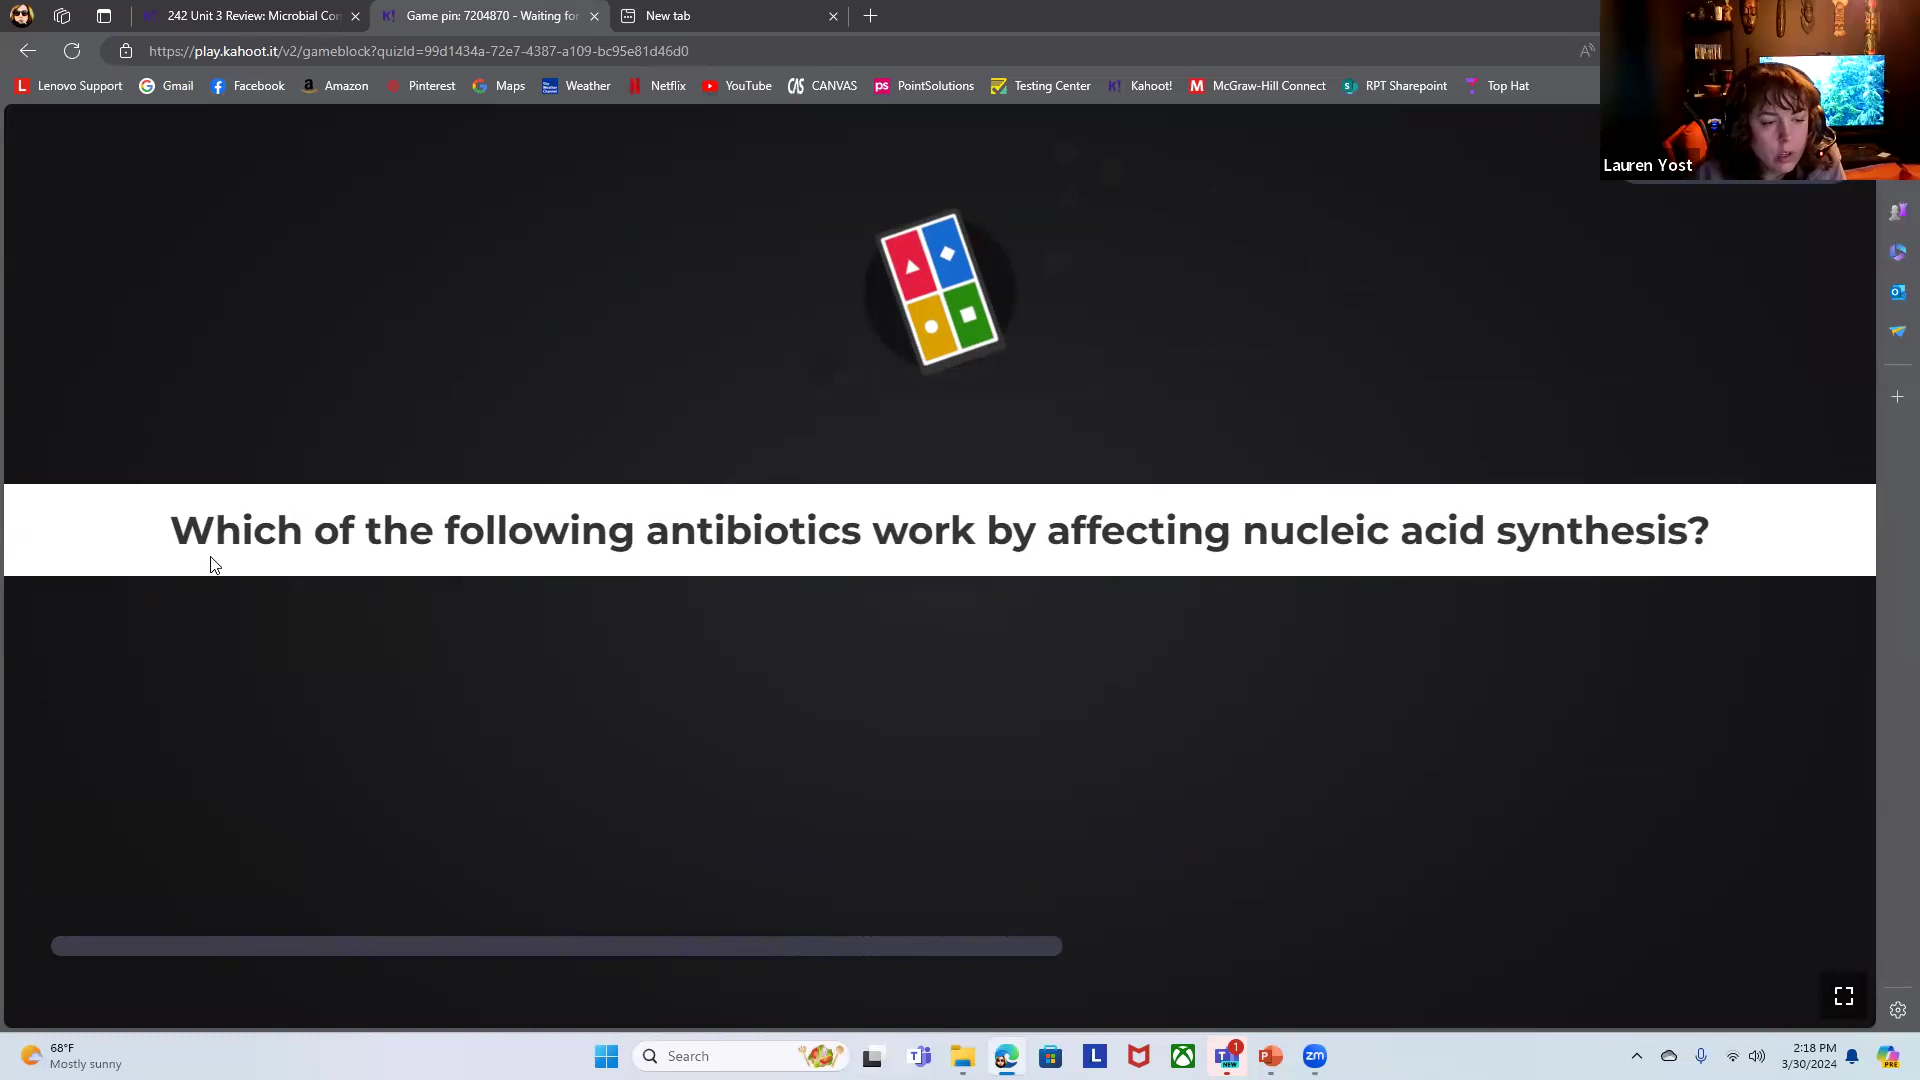 242 Unit 3 Review: Microbial Con
Game pin: 7204870 - Waiting for
New tab
https://play.kahoot.it/v2/gameblock?quizId=99d1434a-72e7-4387-a109-bc95e81d46d0
Lenovo Support
Gmail
Facebook
Amazon
Pinterest
Maps
Weather
Netflix
YouTube
CANVAS
PointSolutions
Testing Center
Kahoot!
McGraw-Hill Connect
RPT Sharepoint
Top Hat
Lauren Yost
Which of the following antibiotics work by affecting nucleic acid synthesis?
68°F
Mostly sunny
Search
2:18 PM
3/30/2024